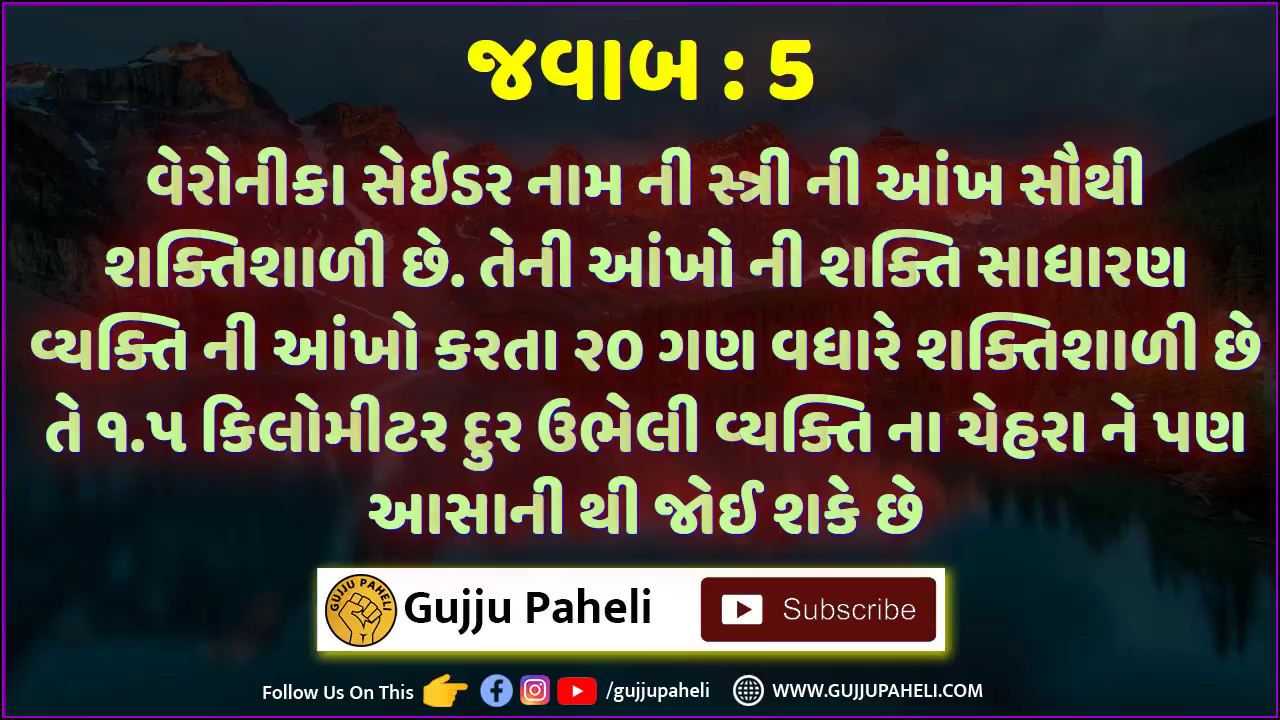 જવાબ : 5
વેરોનીકા સેઇડર નામ ની સ્ત્રી ની આંખ સૌથી
શક્તિશાળી છે. તેની આંખો ની શક્તિ સાધારણ
વ્યક્તિ ની આંખો કરતા ૨૦ ગણ વધારે શક્તિશાળી છે
તે ૧.૫ કિલોમીટર દુર ઉભેલી વ્યક્તિ ના ચેહરા ને પણ
આસાની થી જોઈ શકે છે
GUJJU PAHELI
Gujju Paheli
Subscribe
Follow Us On This /gujjupaheli WWW.GUJJUPAHELI.COM